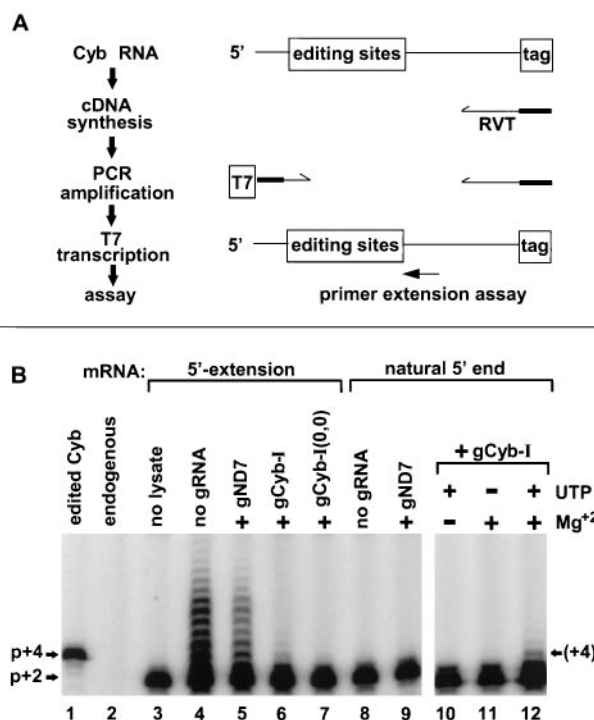 A
Cyb RNA
cDNA
synthesis
PCR
amplification
T7
transcription
assay
5' editing sites tag
RVT
T7
5' editing sites tag
primer extension assay
B
mRNA: 5'-extension natural 5' end
edited Cyb
endogenous
no lysate
no gRNA
+ gND7
+ gCyb-I
+ gCyb-I(0,0)
no gRNA
+ gND7
+ gCyb-I
+ - + UTP
- + + Mg+2
p+4 (+4)
p+2
1 2 3 4 5 6 7 8 9 10 11 12